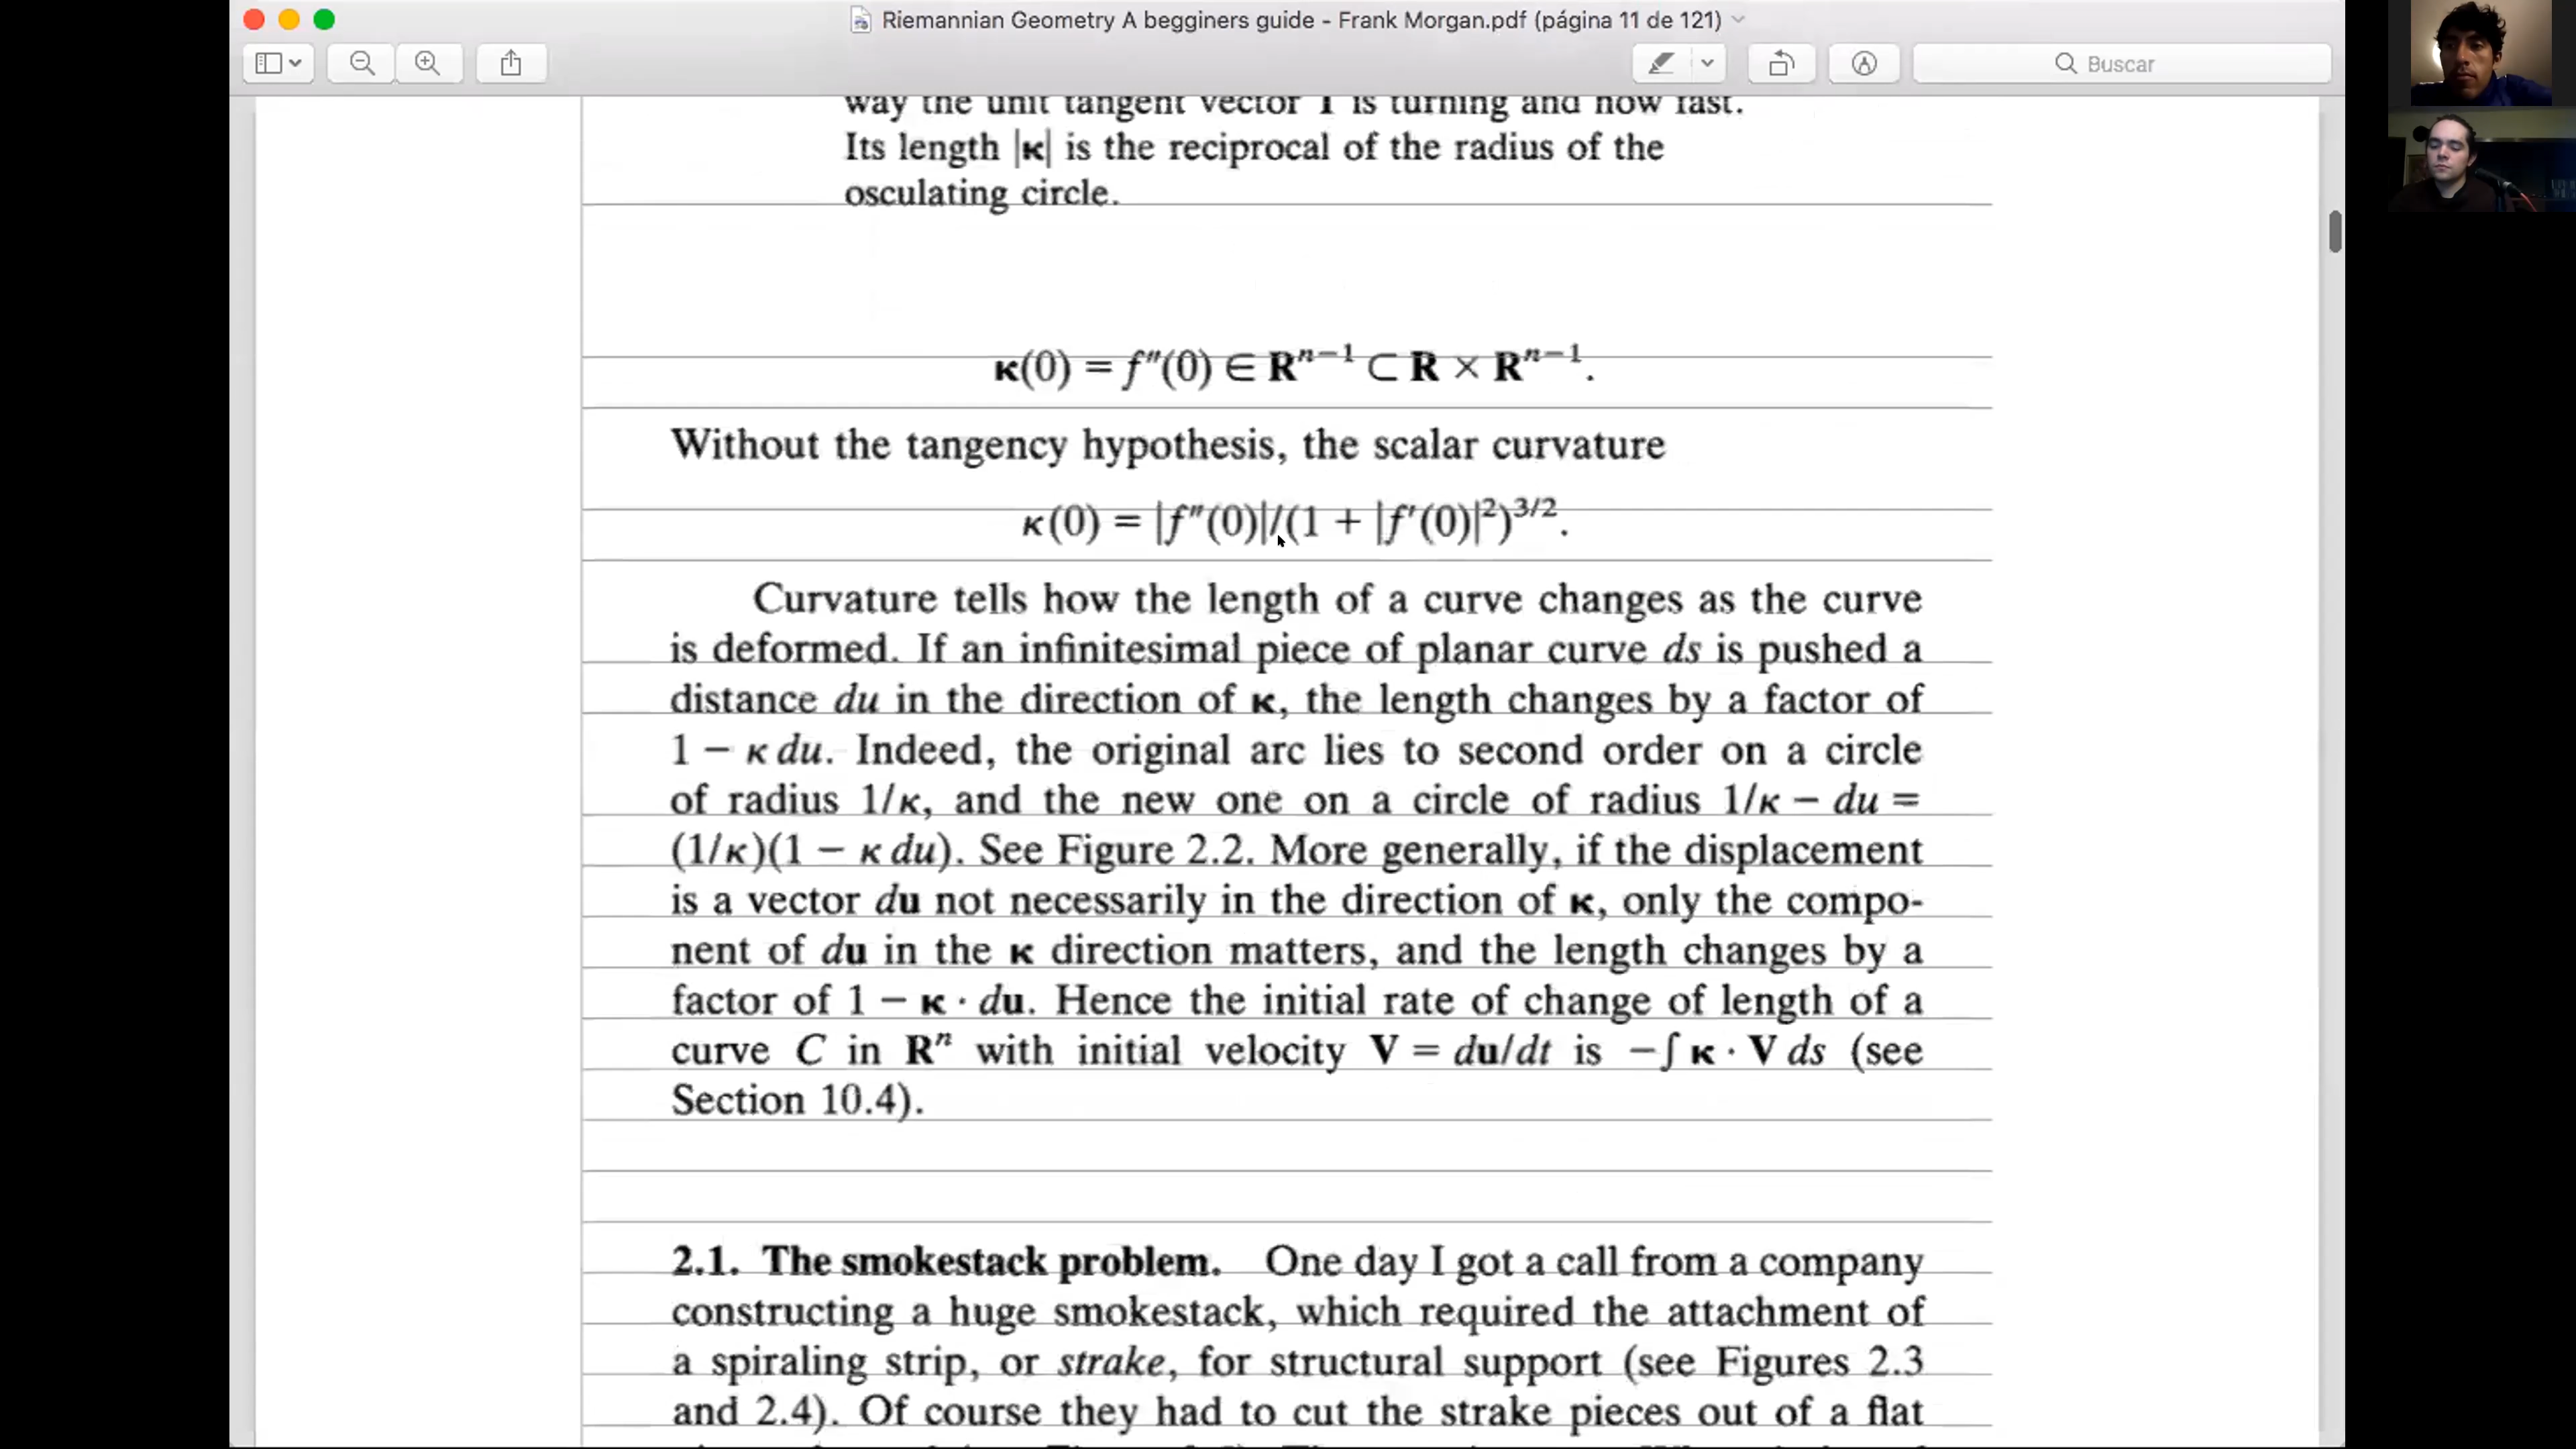 Riemannian Geometry A begginers guide - Frank Morgan.pdf (página 11 de 121)
Buscar
way the unit tangent vector T is turning and how fast.
Its length |κ| is the reciprocal of the radius of the
osculating circle.
κ(0) = f″(0) ∈ Rⁿ⁻¹ ⊂ R × Rⁿ⁻¹.
Without the tangency hypothesis, the scalar curvature
κ(0) = |f″(0)|/(1 + |f′(0)|²)^3/2.
Curvature tells how the length of a curve changes as the curve
is deformed. If an infinitesimal piece of planar curve ds is pushed a
distance du in the direction of κ, the length changes by a factor of
1 − κ du. Indeed, the original arc lies to second order on a circle
of radius 1/κ, and the new one on a circle of radius 1/κ − du =
(1/κ)(1 − κ du). See Figure 2.2. More generally, if the displacement
is a vector du not necessarily in the direction of κ, only the compo-
nent of du in the κ direction matters, and the length changes by a
factor of 1 − κ · du. Hence the initial rate of change of length of a
curve C in Rⁿ with initial velocity V = du/dt is −∫ κ · V ds (see
Section 10.4).
2.1. The smokestack problem. One day I got a call from a company
constructing a huge smokestack, which required the attachment of
a spiraling strip, or strake, for structural support (see Figures 2.3
and 2.4). Of course they had to cut the strake pieces out of a flat